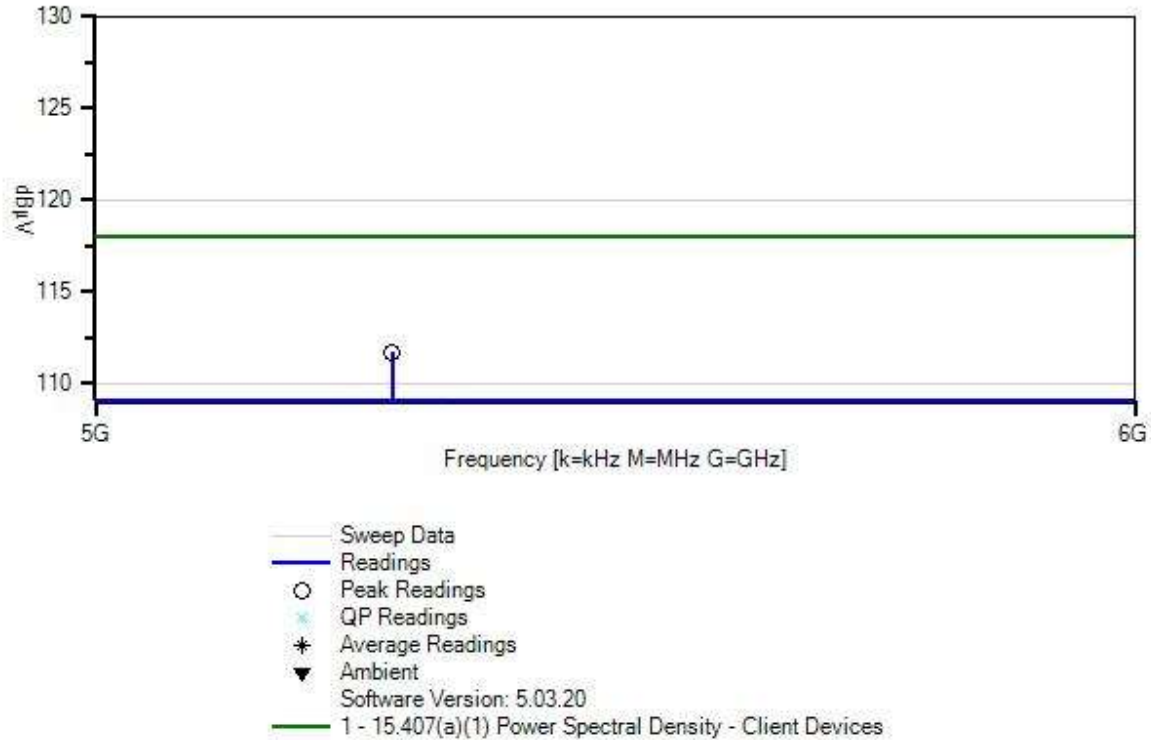 130
125
120
115
110
dBµV
5G
6G
Frequency [k=kHz M=MHz G=GHz]
Sweep Data
Readings
Peak Readings
QP Readings
Average Readings
Ambient
Software Version: 5.03.20
1 - 15.407(a)(1) Power Spectral Density - Client Devices